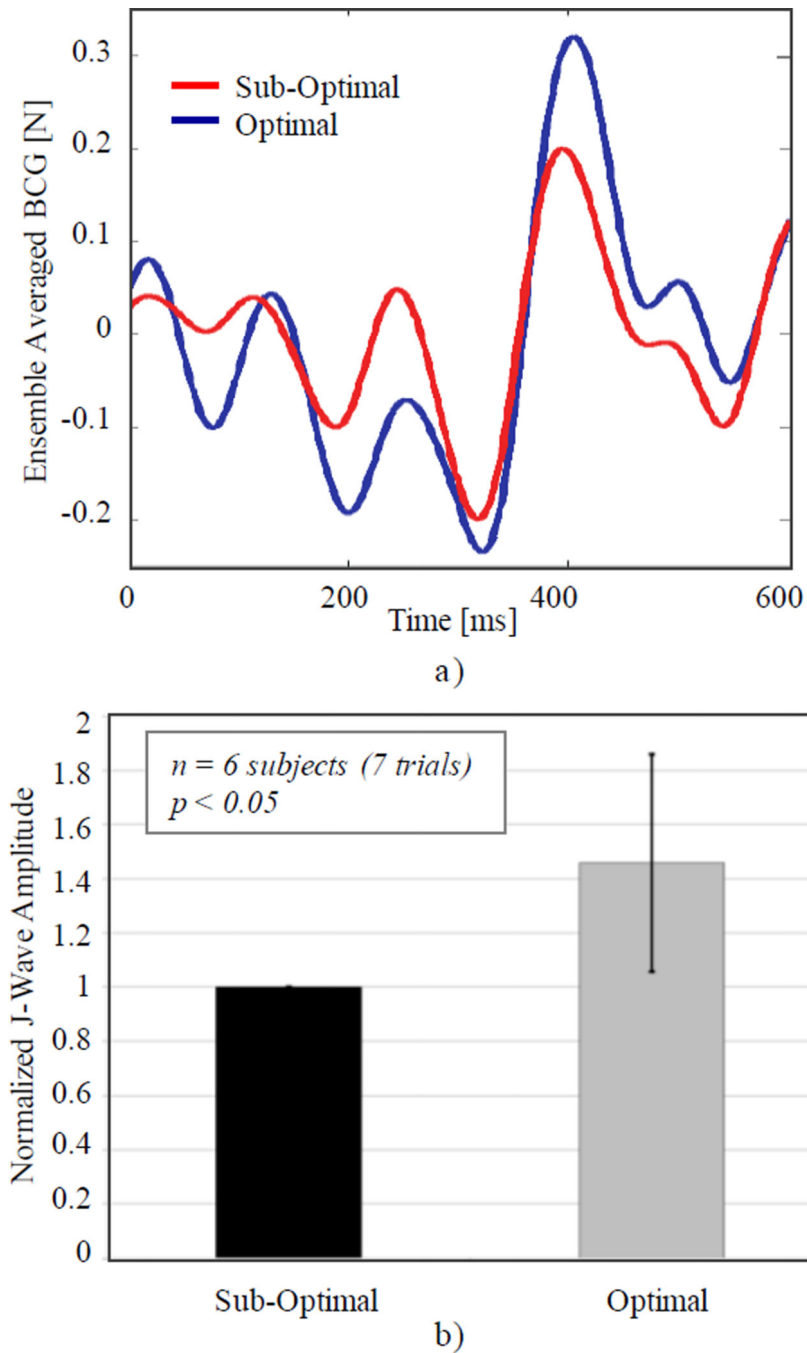 Ensemble Averaged BCG [N]
0.3
0.2
0.1
0
-0.1
-0.2
Sub-Optimal
Optimal
0
200
400
600
Time [ms]
a)
Normalized J-Wave Amplitude
2
1.8
1.6
1.4
1.2
1
0.8
0.6
0.4
0.2
0
n = 6 subjects (7 trials)
p < 0.05
Sub-Optimal
Optimal
b)